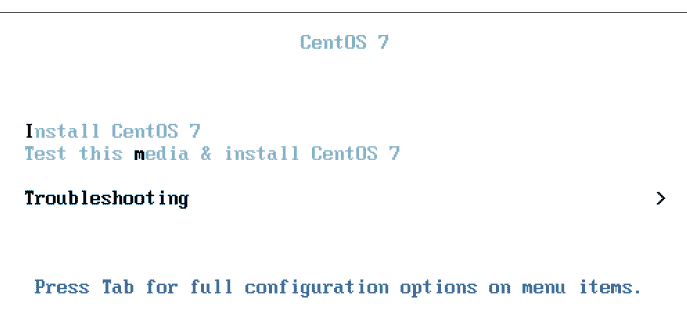 CentOS 7
Install CentOS 7
Test this media & install CentOS 7
Troubleshooting >
Press Tab for full configuration options on menu items.